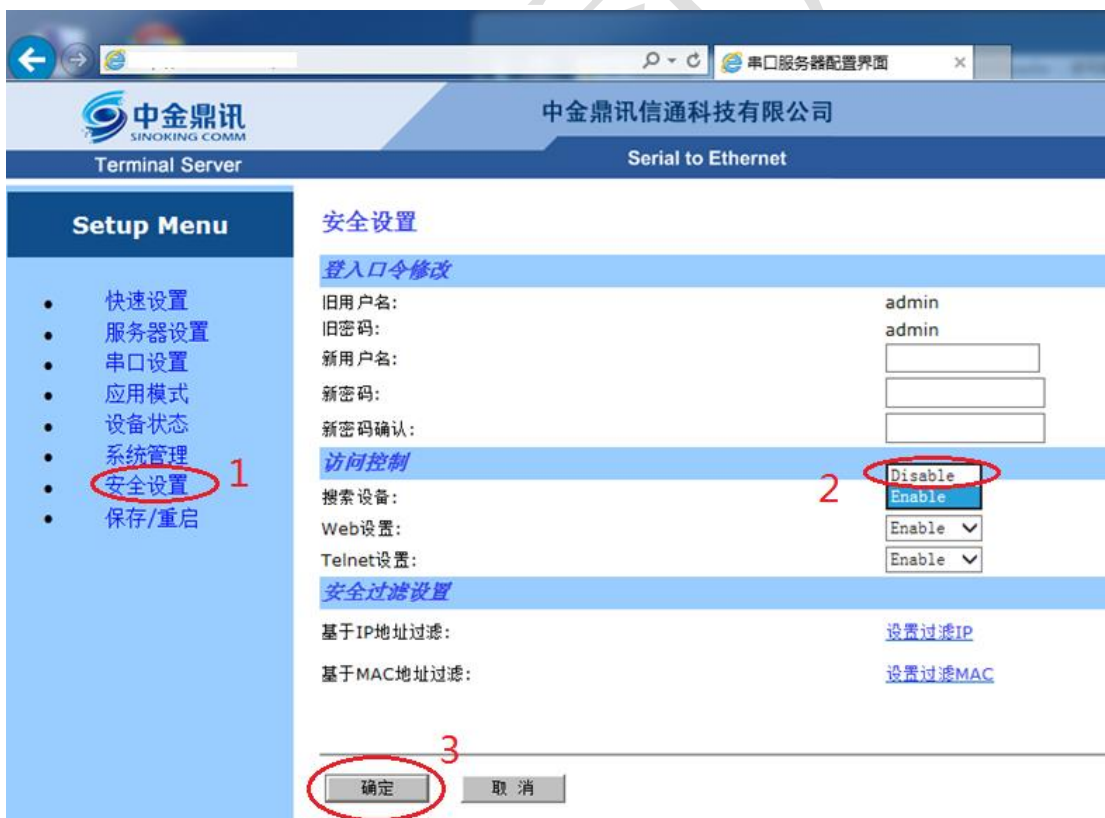 串口服务器配置界面
中金鼎讯
SINOKING COMM
中金鼎讯信通科技有限公司
Terminal Server
Serial to Ethernet
Setup Menu
快速设置
服务器设置
串口设置
应用模式
设备状态
系统管理
安全设置 1
保存/重启
安全设置
登入口令修改
旧用户名: admin
旧密码: admin
新用户名:
新密码:
新密码确认:
访问控制
Disable
搜索设备: 2 Enable
Web设置: Enable
Telnet设置: Enable
安全过滤设置
基于IP地址过滤: 设置过滤IP
基于MAC地址过滤: 设置过滤MAC
3
确定 取 消